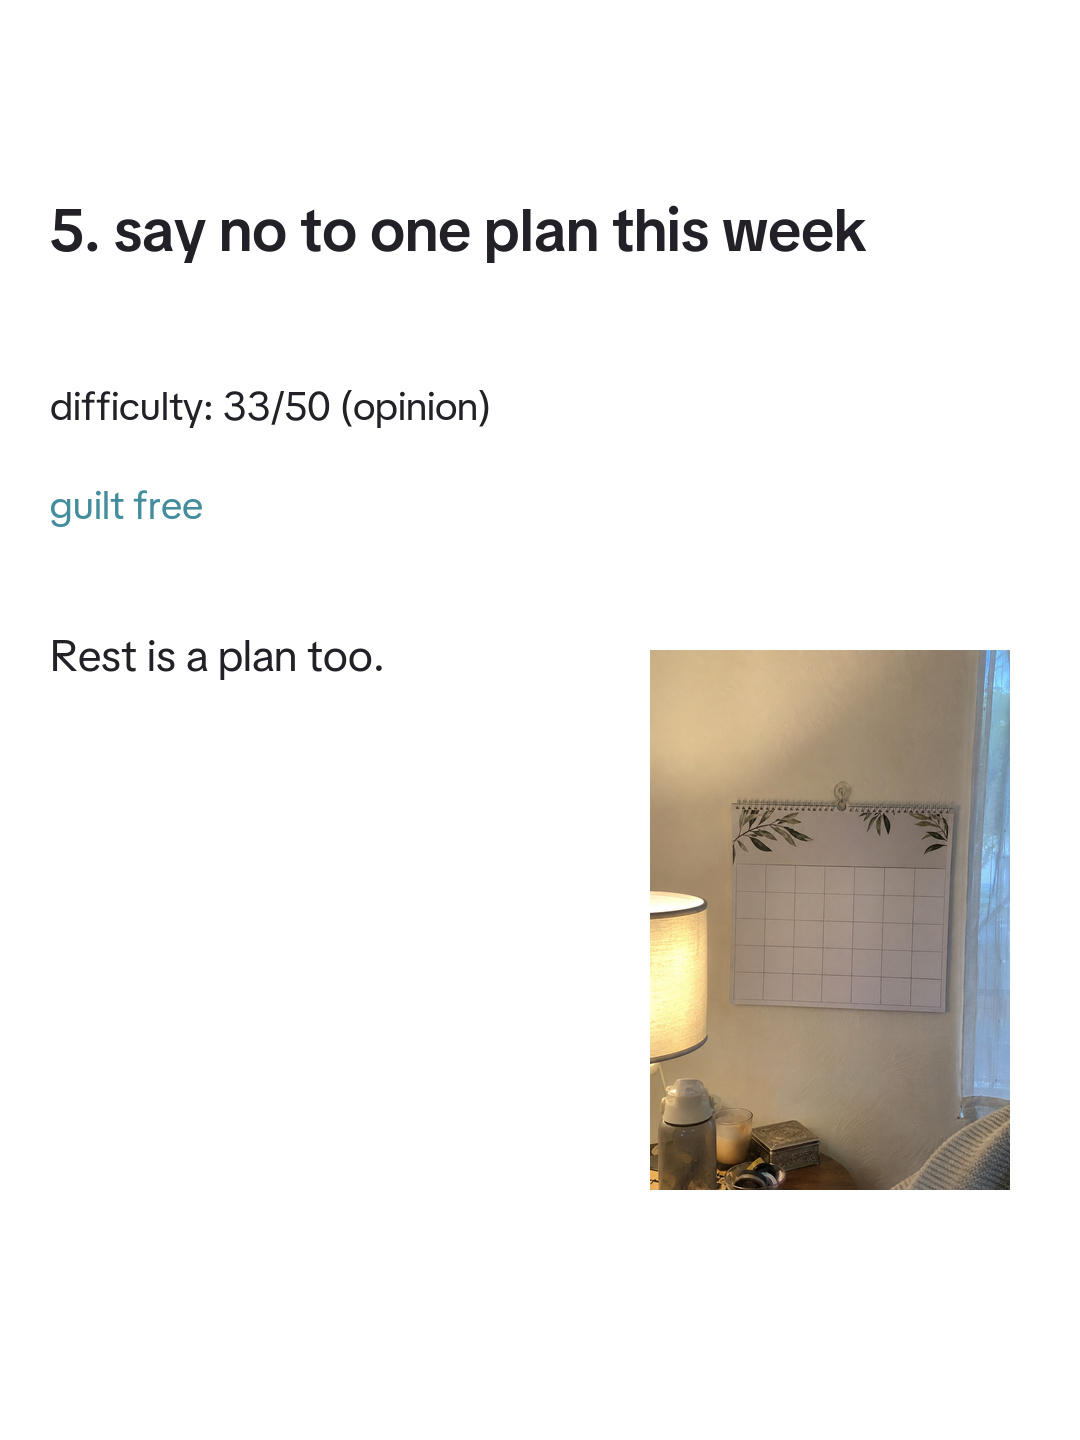 5. say no to one plan this week
difficulty: 33/50 (opinion)
guilt free
Rest is a plan too.